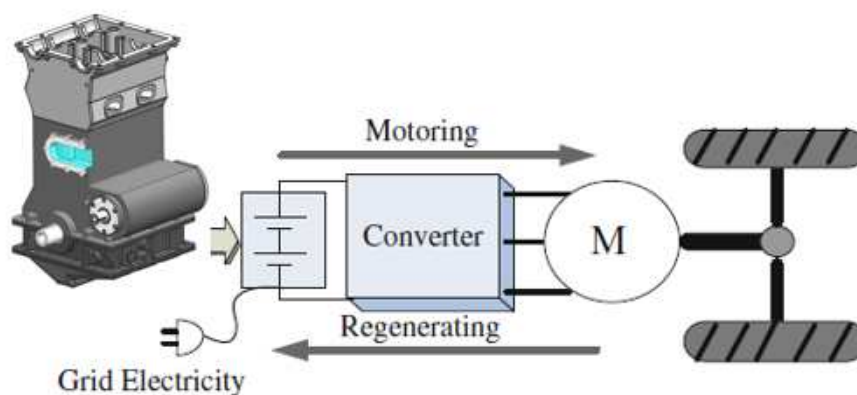 Motoring
Converter
M
Regenerating
Grid Electricity